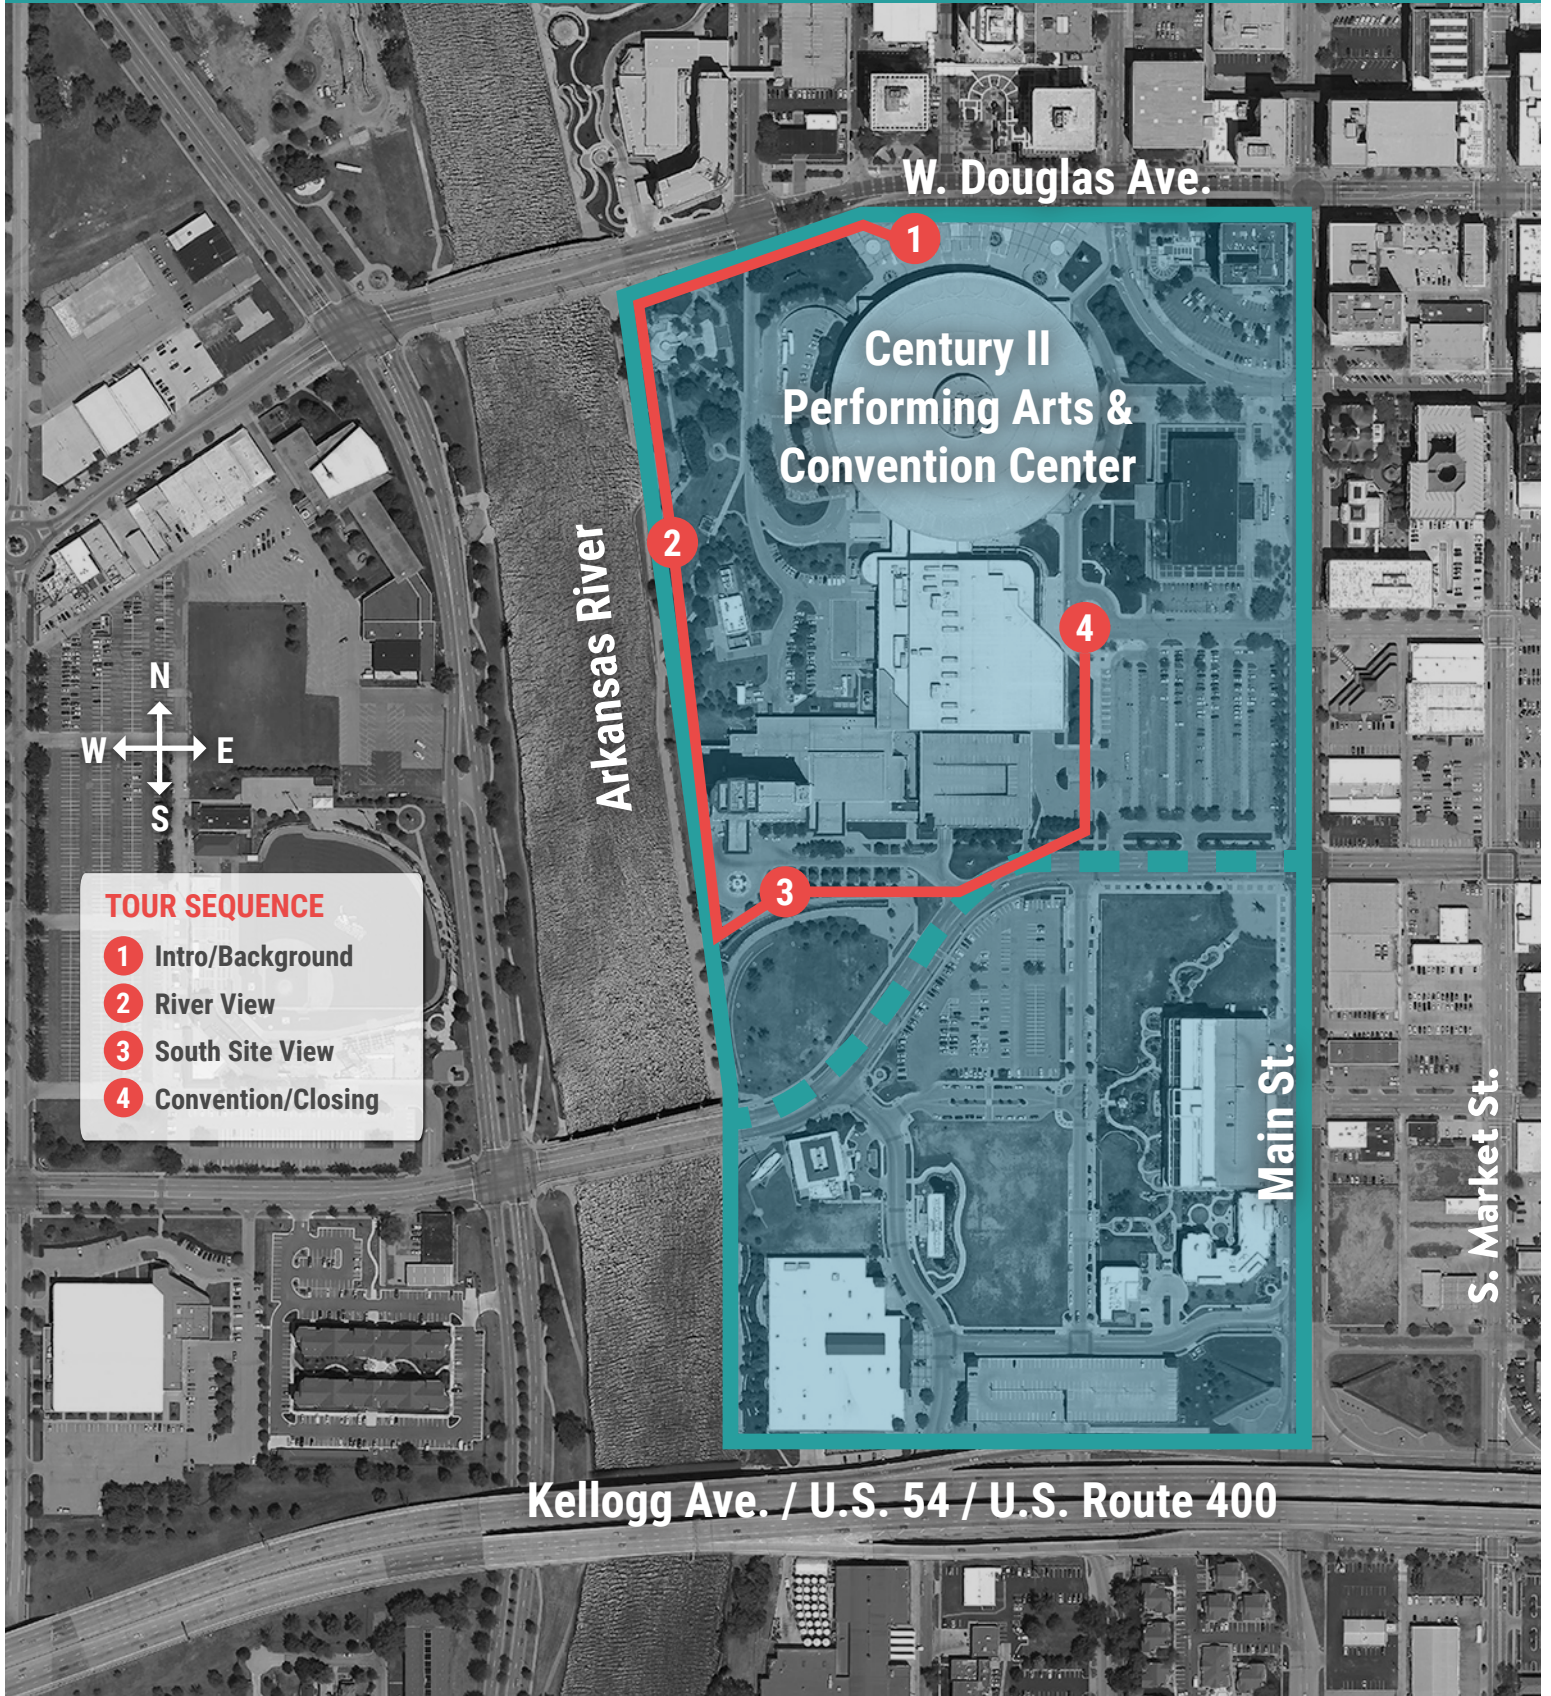 W. Douglas Ave.
1
Century II
Performing Arts &
Convention Center
2
Arkansas River
4
N
W E
S
3
TOUR SEQUENCE
1 Intro/Background
2 River View
3 South Site View
4 Convention/Closing
Main St.
S. Market St.
Kellogg Ave. / U.S. 54 / U.S. Route 400